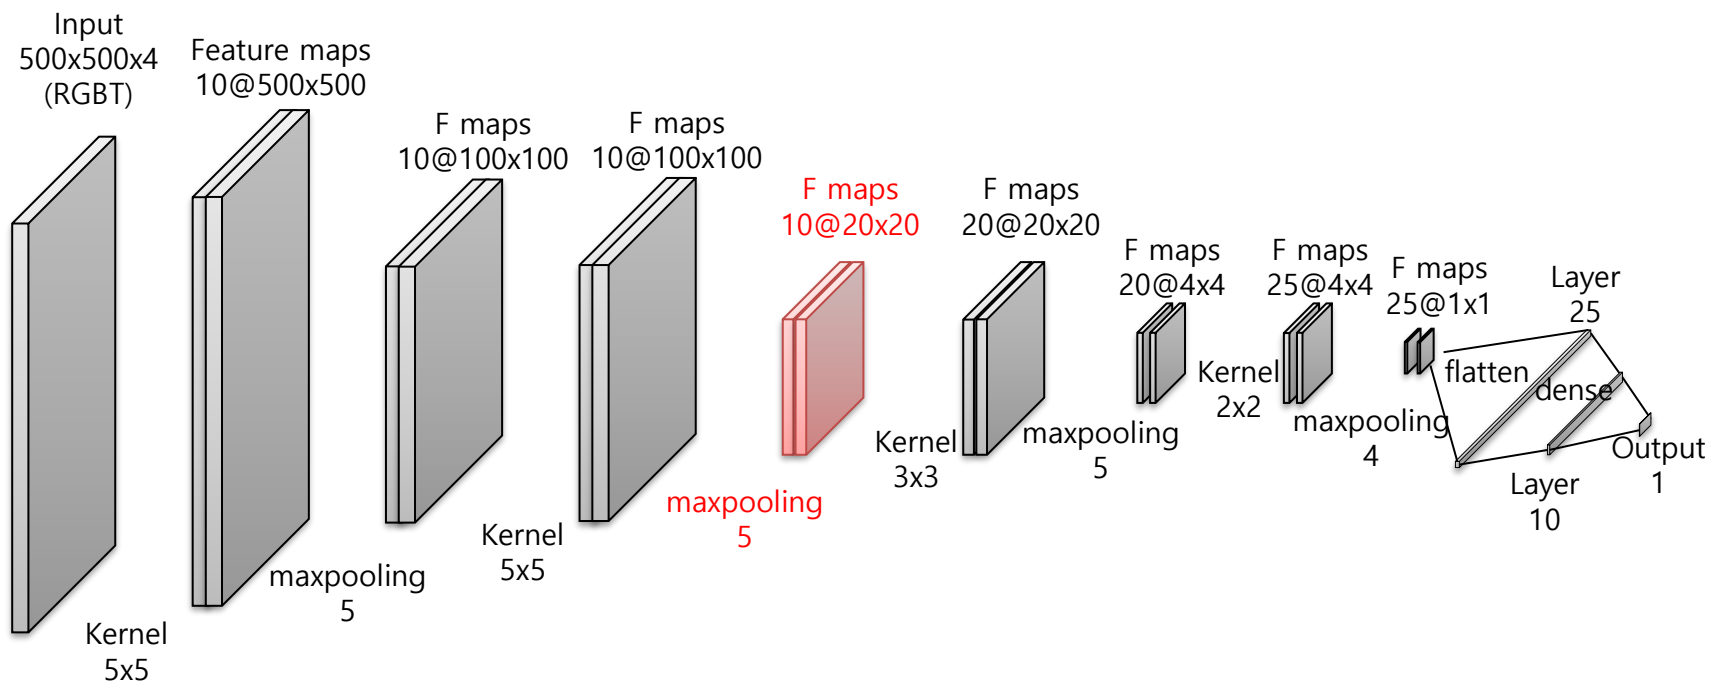 Input
500x500x4
(RGBT)
Kernel
5x5
Feature maps
10@500x500
maxpooling
5
F maps
10@100x100
Kernel
5x5
F maps
10@100x100
maxpooling
5
F maps
10@20x20
Kernel
3x3
F maps
20@20x20
maxpooling
5
F maps
20@4x4
Kernel
2x2
F maps
25@4x4
maxpooling
4
F maps
25@1x1
flatten
Layer
25
dense
Layer
10
Output
1